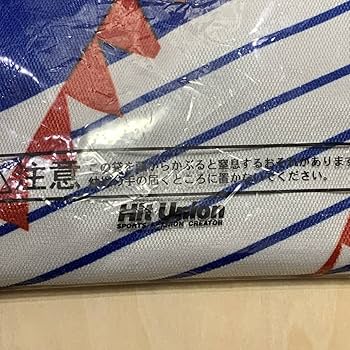 注意 の袋を頭からかぶると窒息するおそれがあります
の手の届くところに置かないでください。
Hit Union
SPORTS FASHION CREATOR